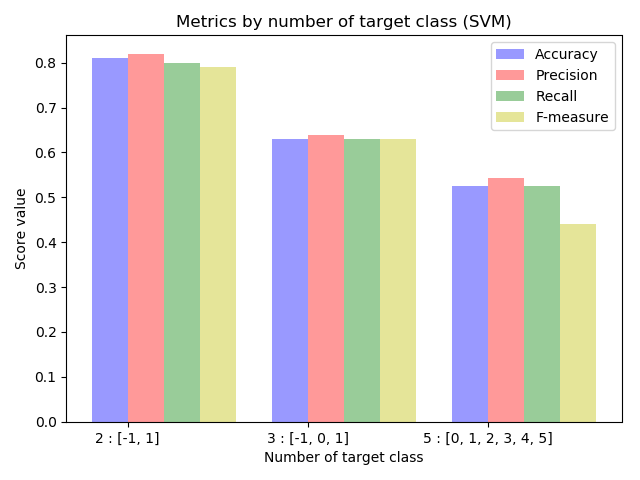 Metrics by number of target class (SVM)
Accuracy
Precision
Recall
F-measure
Score value
0.8
0.7
0.6
0.5
0.4
0.3
0.2
0.1
0.0
2 : [-1, 1]
3 : [-1, 0, 1]
5 : [0, 1, 2, 3, 4, 5]
Number of target class